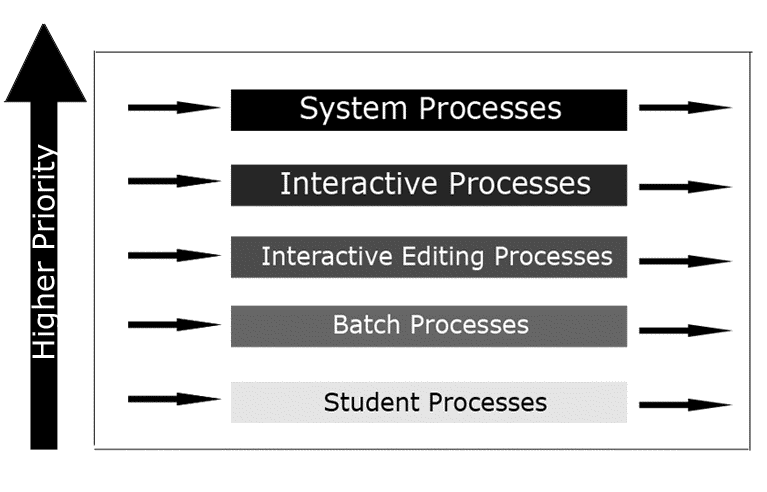 Higher Priority
System Processes
Interactive Processes
Interactive Editing Processes
Batch Processes
Student Processes